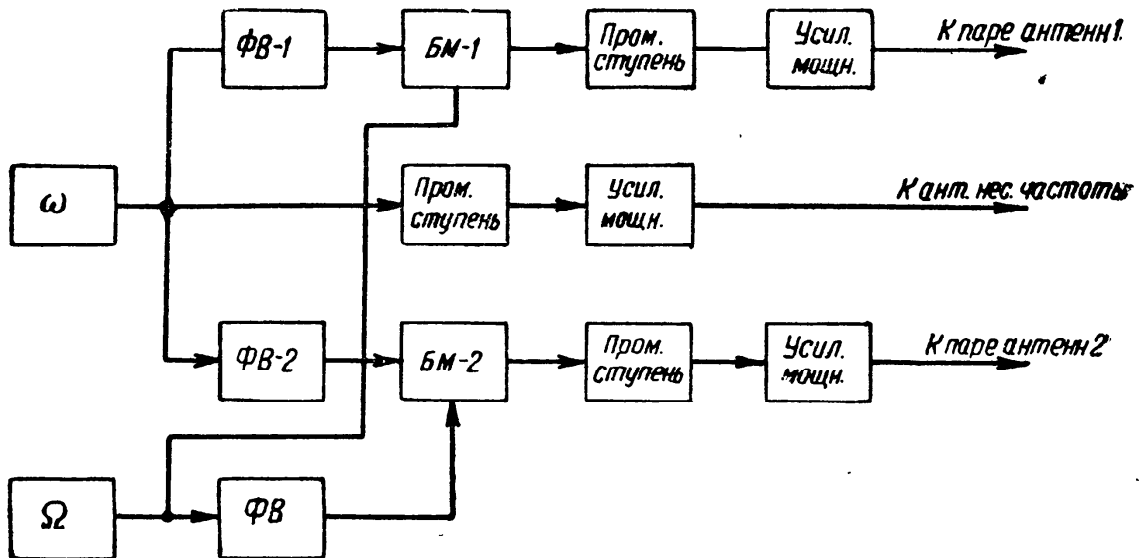 ФВ-1
БМ-1
Пром.
ступень
Усил.
мощн.
К паре антенн 1.
ω
Пром.
ступень
Усил.
мощн.
К ант. нес. частоты
ФВ-2
БМ-2
Пром.
ступень
Усил.
мощн.
К паре антенн 2
Ω
ФВ